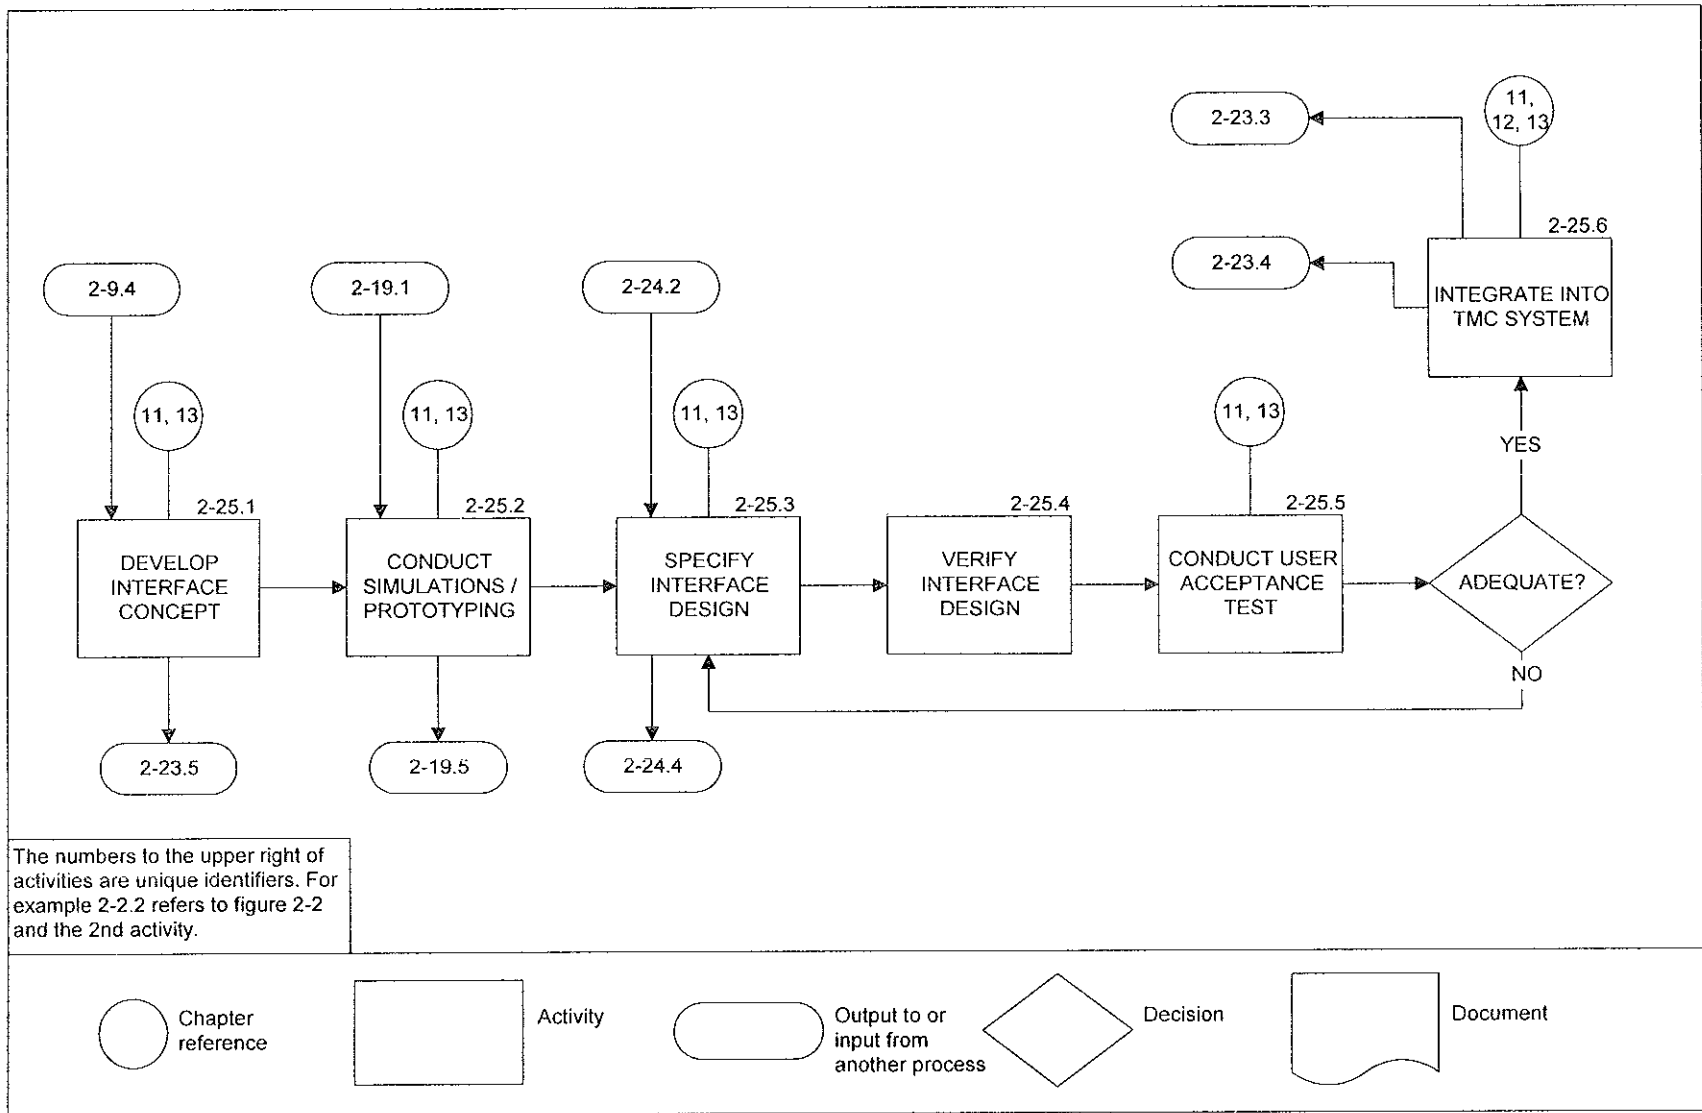 11,
12, 13
2-23.3
2-25.6
2-23.4
INTEGRATE INTO
TMC SYSTEM
2-9.4
2-19.1
2-24.2
11, 13
11, 13
11, 13
11, 13
YES
2-25.1
2-25.2
2-25.3
2-25.4
2-25.5
DEVELOP
INTERFACE
CONCEPT
CONDUCT
SIMULATIONS /
PROTOTYPING
SPECIFY
INTERFACE
DESIGN
VERIFY
INTERFACE
DESIGN
CONDUCT USER
ACCEPTANCE
TEST
ADEQUATE?
NO
2-23.5
2-19.5
2-24.4
The numbers to the upper right of
activities are unique identifiers. For
example 2-2.2 refers to figure 2-2
and the 2nd activity.
Chapter
reference
Activity
Output to or
input from
another process
Decision
Document